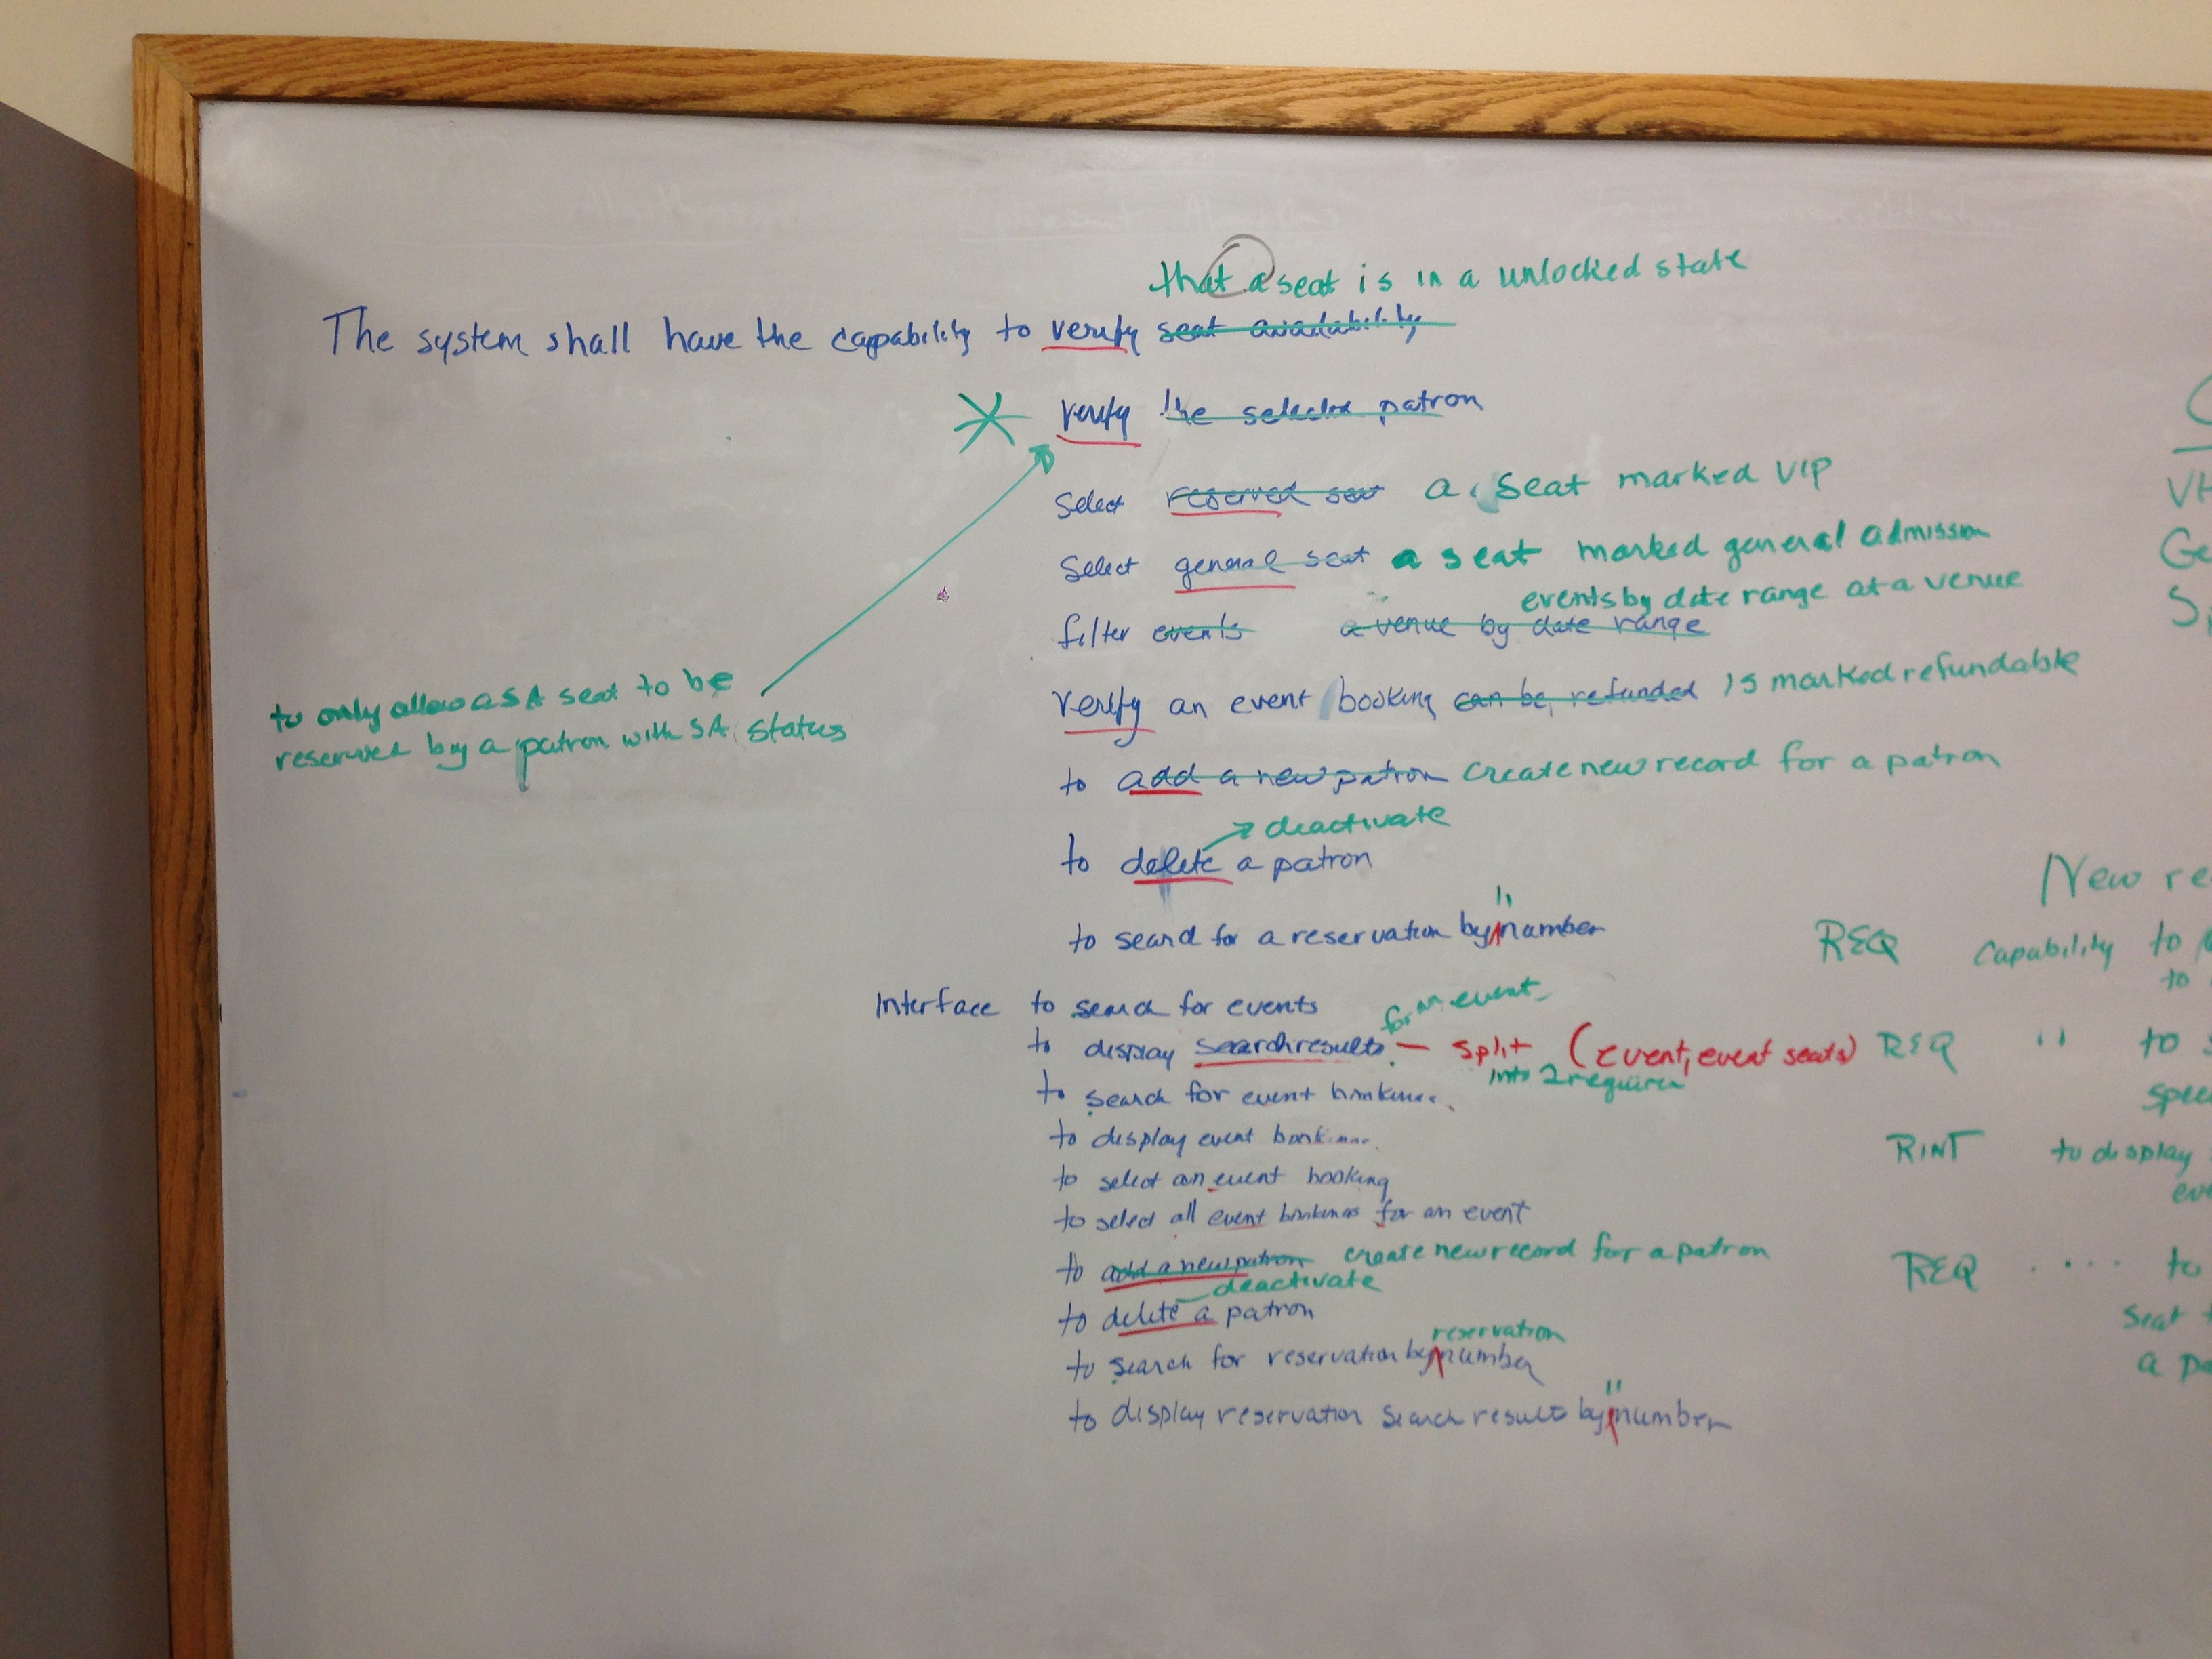 that a seat is in a unlocked state
The system shall have the capability to verify seat availability
verify the selected patron
Select reserved seat a seat marked VIP
Select general seat a seat marked general admission
events by date range at a venue
filter events a venue by date range
verify an event booking can be refunded is marked refundable
to only allow a SA seat to be
reserved by a patron with SA status
to add a new patron create new record for a patron
deactivate
to delete a patron
"
to search for a reservation by number
Interface to search for events
for an event
to display search results - split (event, event seats)
into 2
to search for event
to display event
to select an event booking
to select all event bookings for an event
to add a new patron create new record for a patron
deactivate
to delete a patron
reservation
to search for reservation by number
"
to display reservation search results by number
VI
Ge
New re
REQ Capability to
to
REQ " to s
spec
RINT to display
eve
REQ .... to
Seat t
a pa